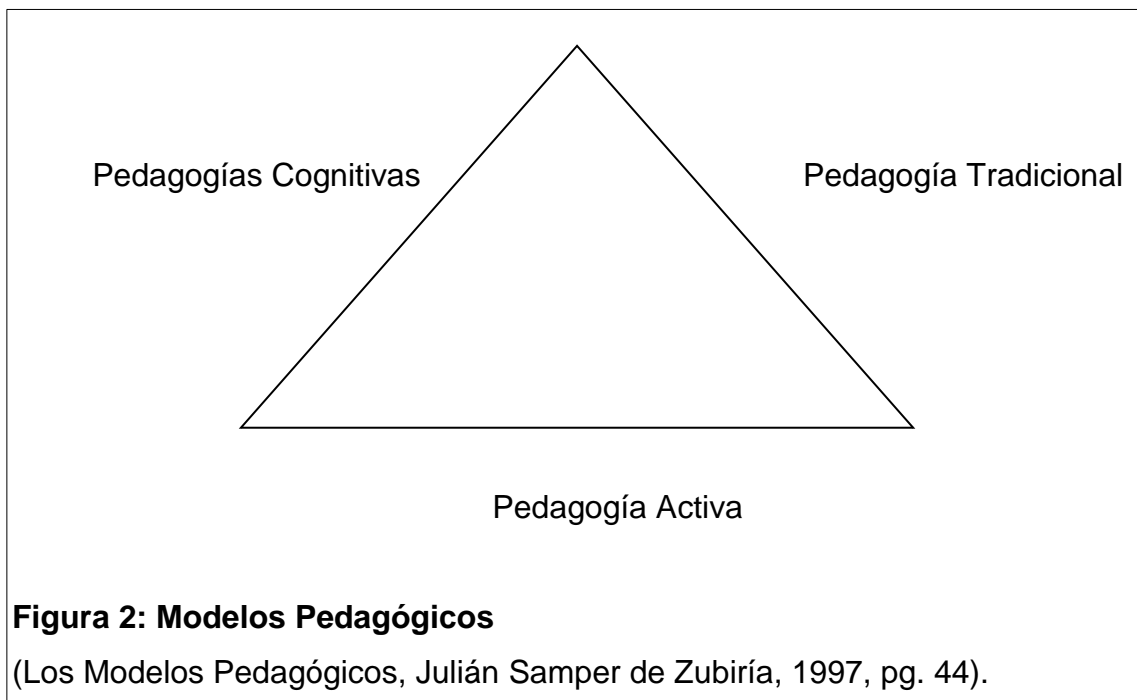 Pedagogías Cognitivas
Pedagogía Tradicional
Pedagogía Activa
Figura 2: Modelos Pedagógicos
(Los Modelos Pedagógicos, Julián Samper de Zubiría, 1997, pg. 44).